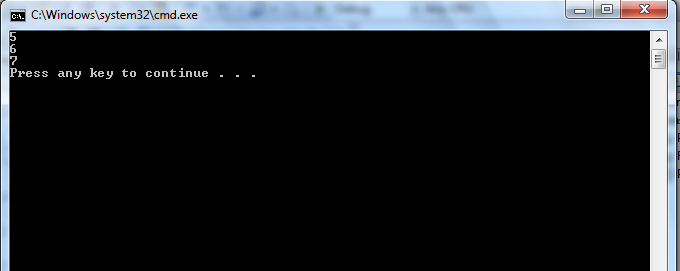 C:\Windows\system32\cmd.exe
5
6
7
Press any key to continue . . .